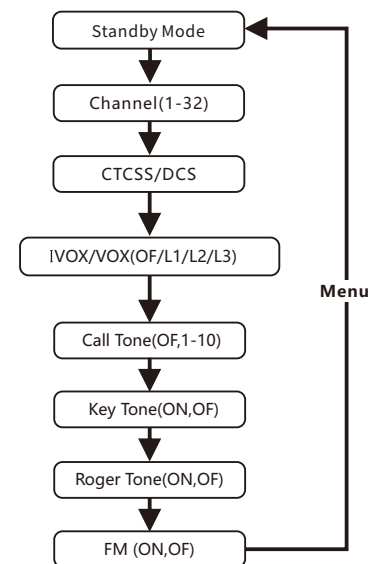 Standby Mode
Channel(1-32)
CTCSS/DCS
IVOX/VOX(OF/L1/L2/L3)
Menu
Call Tone(OF,1-10)
Key Tone(ON,OF)
Roger Tone(ON,OF)
FM (ON,OF)